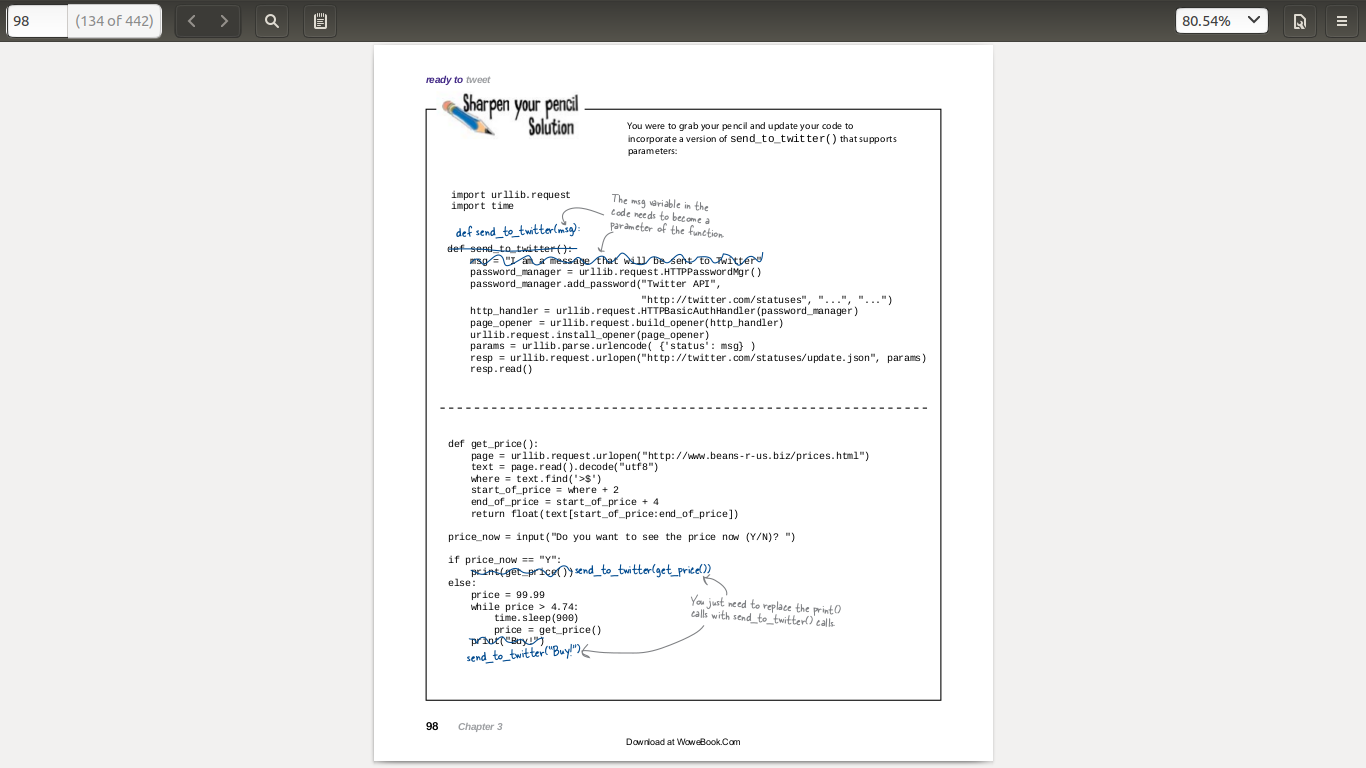 98 (134 of 442) 80.54%
ready to tweet
Sharpen your pencil
Solution
You were to grab your pencil and update your code to
incorporate a version of send_to_twitter() that supports
parameters:
import urllib.request
import time
The msg variable in the
code needs to become a
parameter of the function.
def send_to_twitter(msg):
def send_to_twitter():
msg = "I am a message that will be sent to Twitter"
password_manager = urllib.request.HTTPPasswordMgr()
password_manager.add_password("Twitter API",
"http://twitter.com/statuses", "...", "...")
http_handler = urllib.request.HTTPBasicAuthHandler(password_manager)
page_opener = urllib.request.build_opener(http_handler)
urllib.request.install_opener(page_opener)
params = urllib.parse.urlencode( {'status': msg} )
resp = urllib.request.urlopen("http://twitter.com/statuses/update.json", params)
resp.read()
def get_price():
page = urllib.request.urlopen("http://www.beans-r-us.biz/prices.html")
text = page.read().decode("utf8")
where = text.find('>$')
start_of_price = where + 2
end_of_price = start_of_price + 4
return float(text[start_of_price:end_of_price])
price_now = input("Do you want to see the price now (Y/N)? ")
if price_now == "Y":
print(get_price()) send_to_twitter(get_price())
else:
price = 99.99
while price > 4.74:
time.sleep(900)
price = get_price()
print("Buy!")
send_to_twitter("Buy!")
You just need to replace the print()
calls with send_to_twitter() calls.
98 Chapter 3
Download at WoweBook.Com